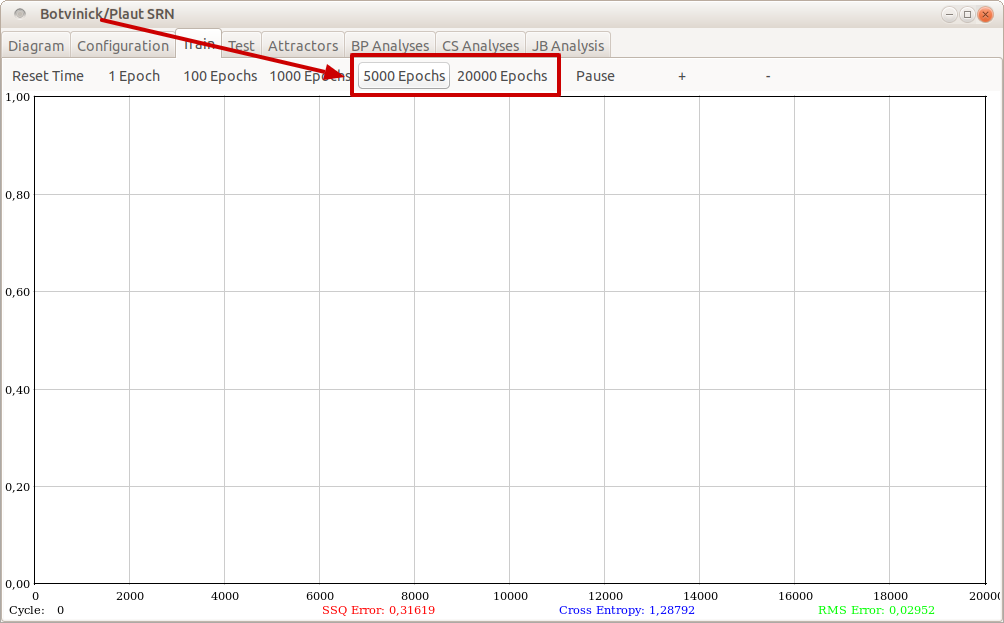 Botvinick/Plaut SRN
Diagram Configuration Train Test Attractors BP Analyses CS Analyses JB Analysis
Reset Time 1 Epoch 100 Epochs 1000 Epochs 5000 Epochs 20000 Epochs Pause + -
1,00
0,80
0,60
0,40
0,20
0,00
0 2000 4000 6000 8000 10000 12000 14000 16000 18000 20000
Cycle: 0 SSQ Error: 0,31619 Cross Entropy: 1,28792 RMS Error: 0,02952